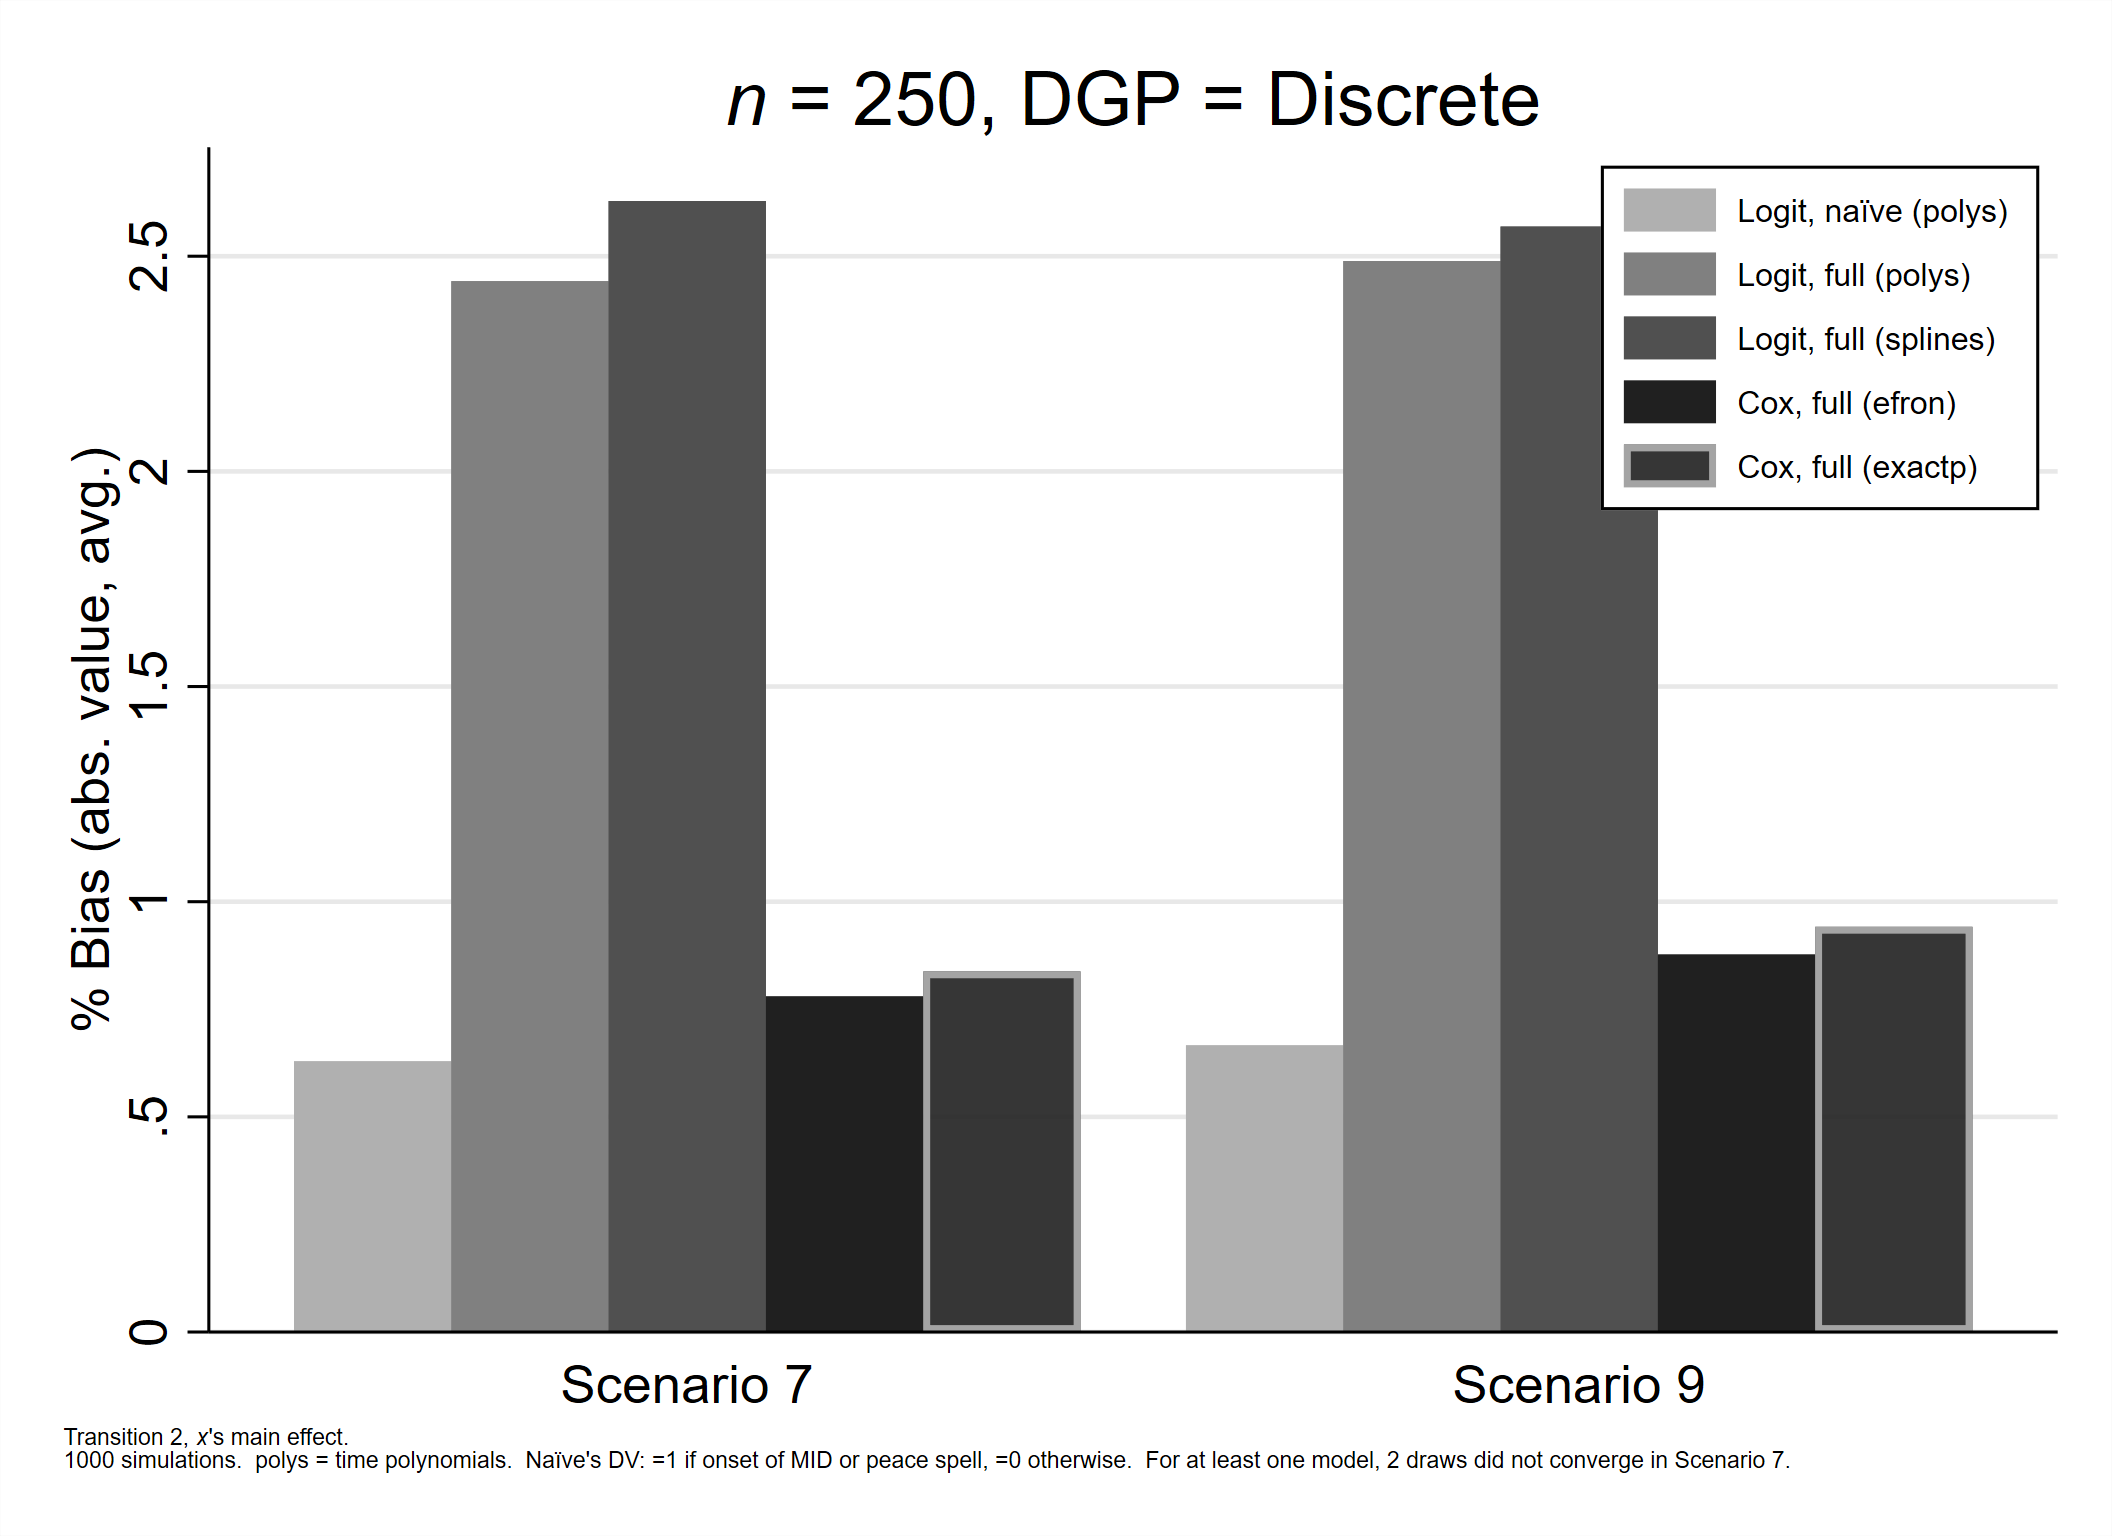 n = 250, DGP = Discrete
% Bias (abs. value, avg.)
2.5
2
1.5
1
.5
0
Logit, naïve (polys)
Logit, full (polys)
Logit, full (splines)
Cox, full (efron)
Cox, full (exactp)
Scenario 7
Scenario 9
Transition 2, x's main effect.
1000 simulations.  polys = time polynomials.  Naïve's DV: =1 if onset of MID or peace spell, =0 otherwise.  For at least one model, 2 draws did not converge in Scenario 7.